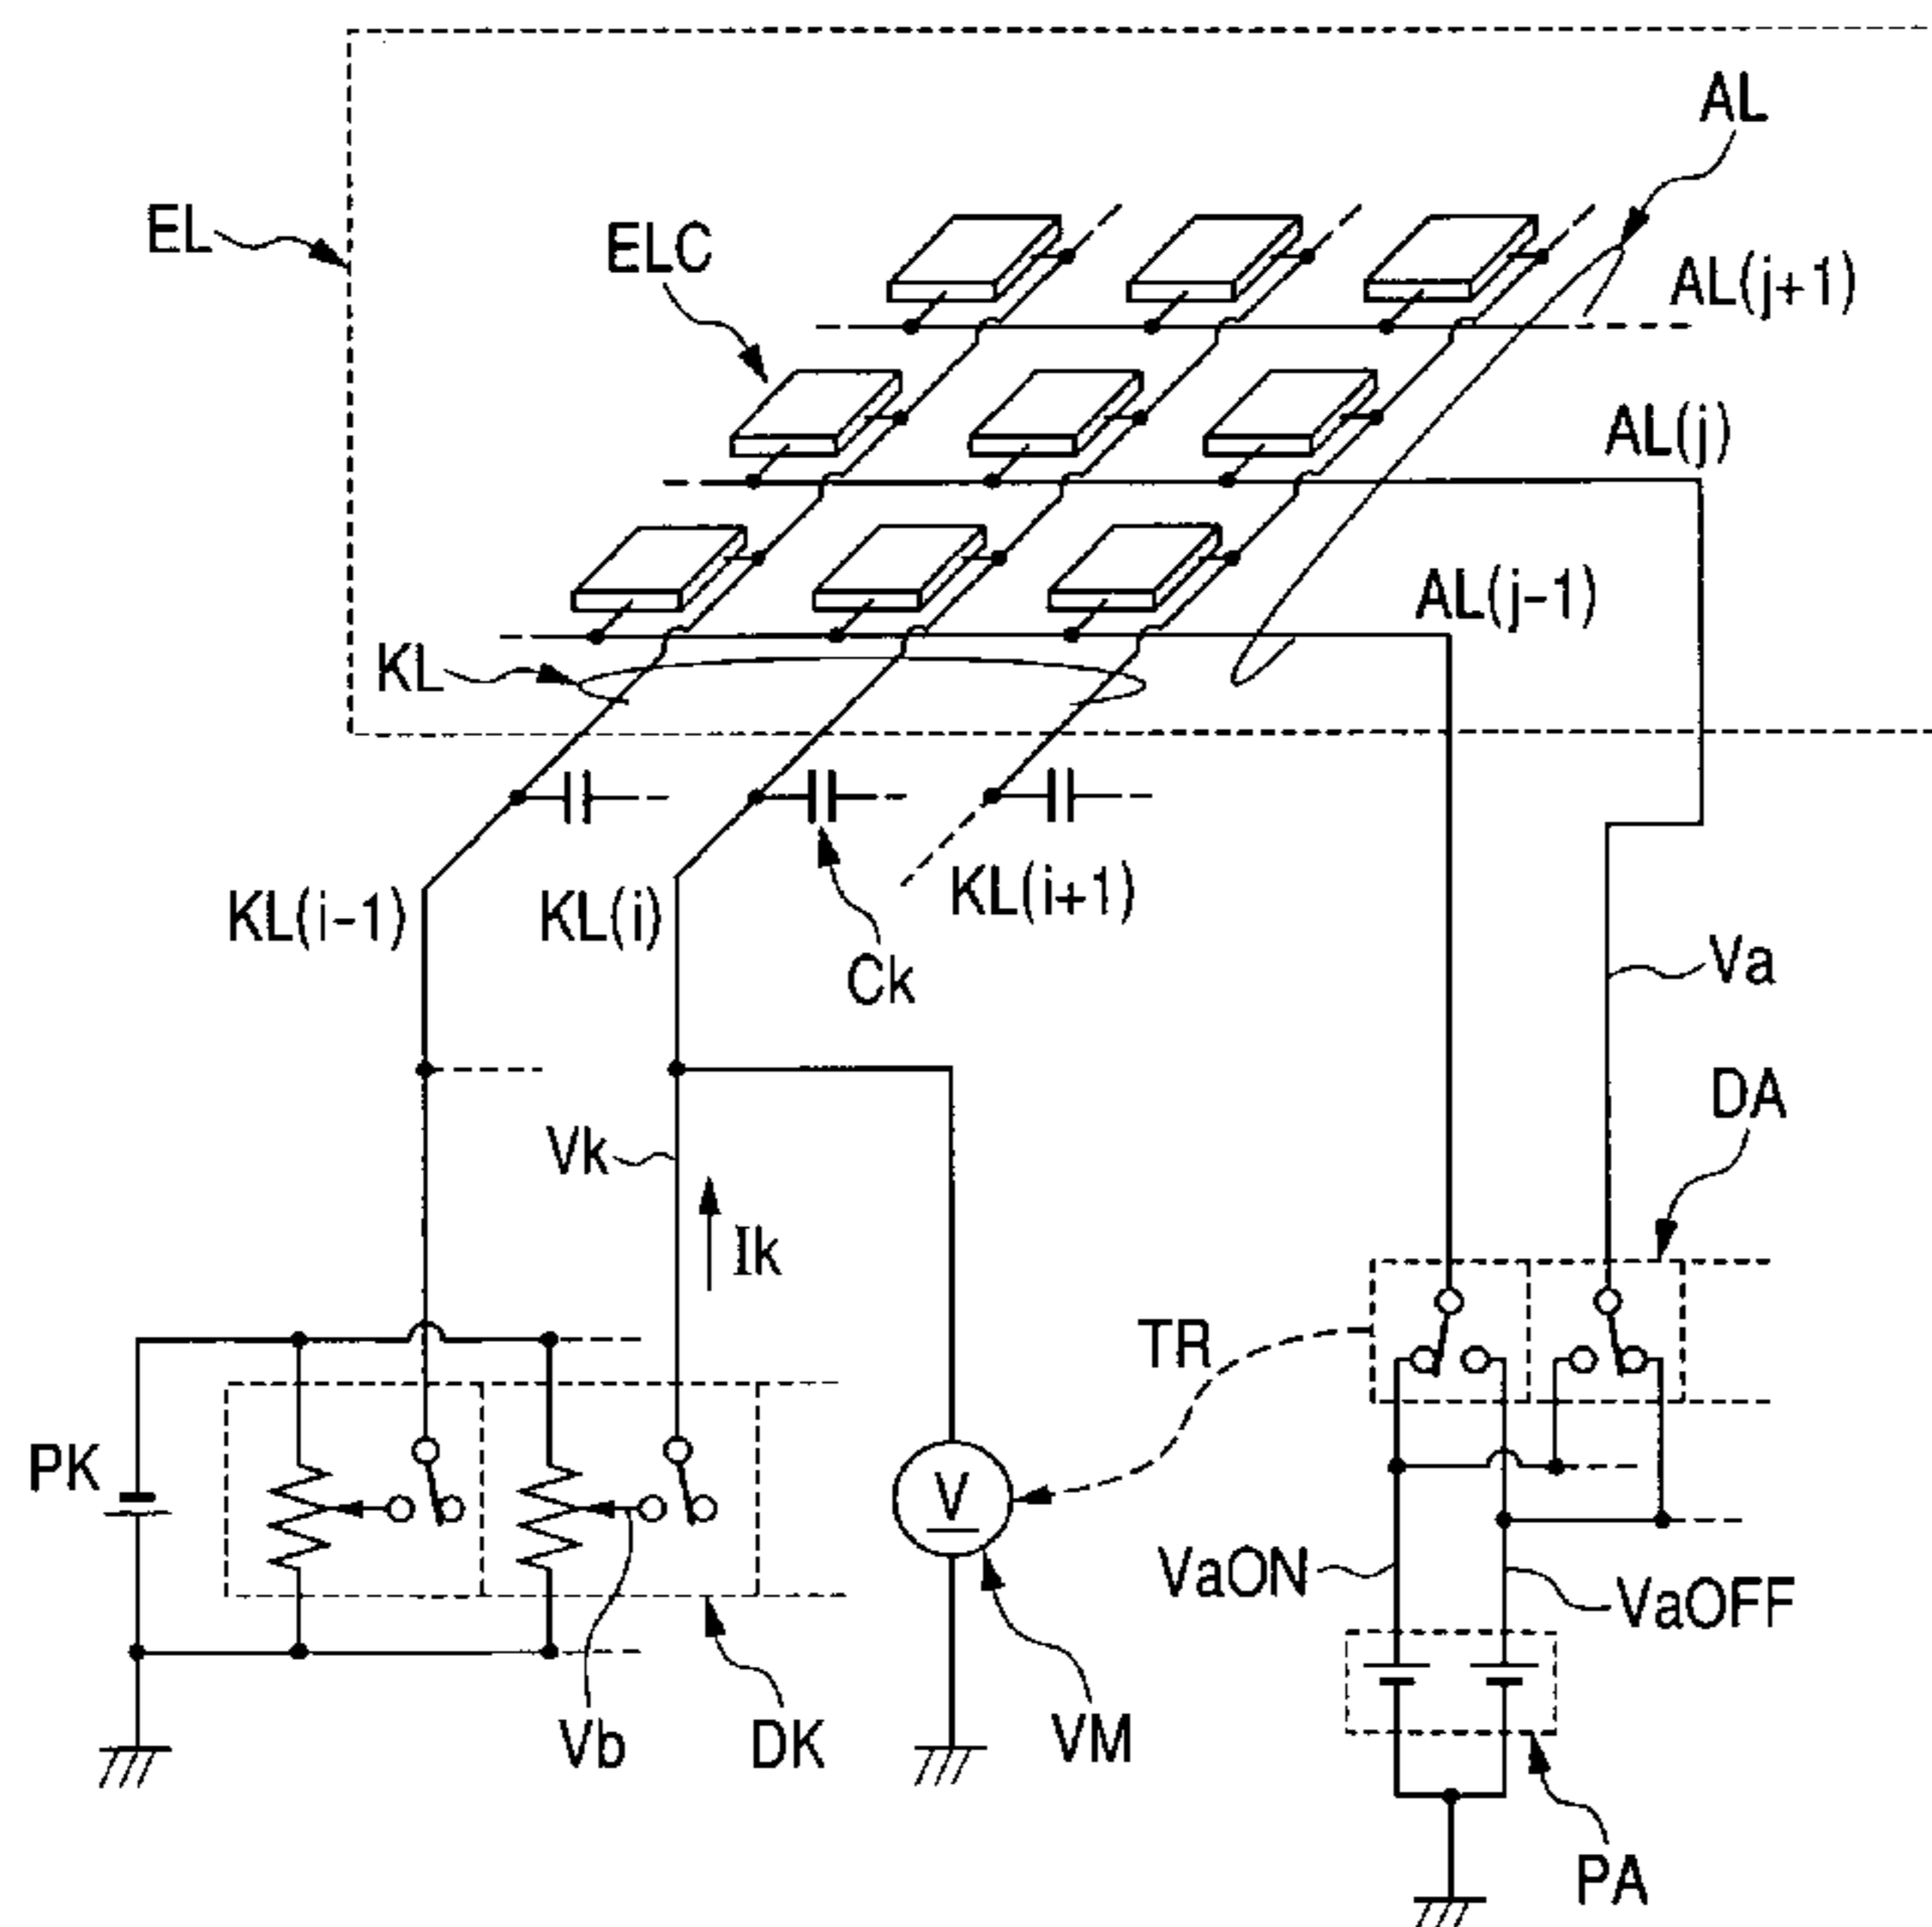 AL
EL
ELC
AL(j+1)
AL(j)
AL(j-1)
KL
KL(i-1)
KL(i)
KL(i+1)
Ck
Va
DA
Vk
Ik
TR
PK
V
VaON
VaOFF
Vb
DK
VM
PA